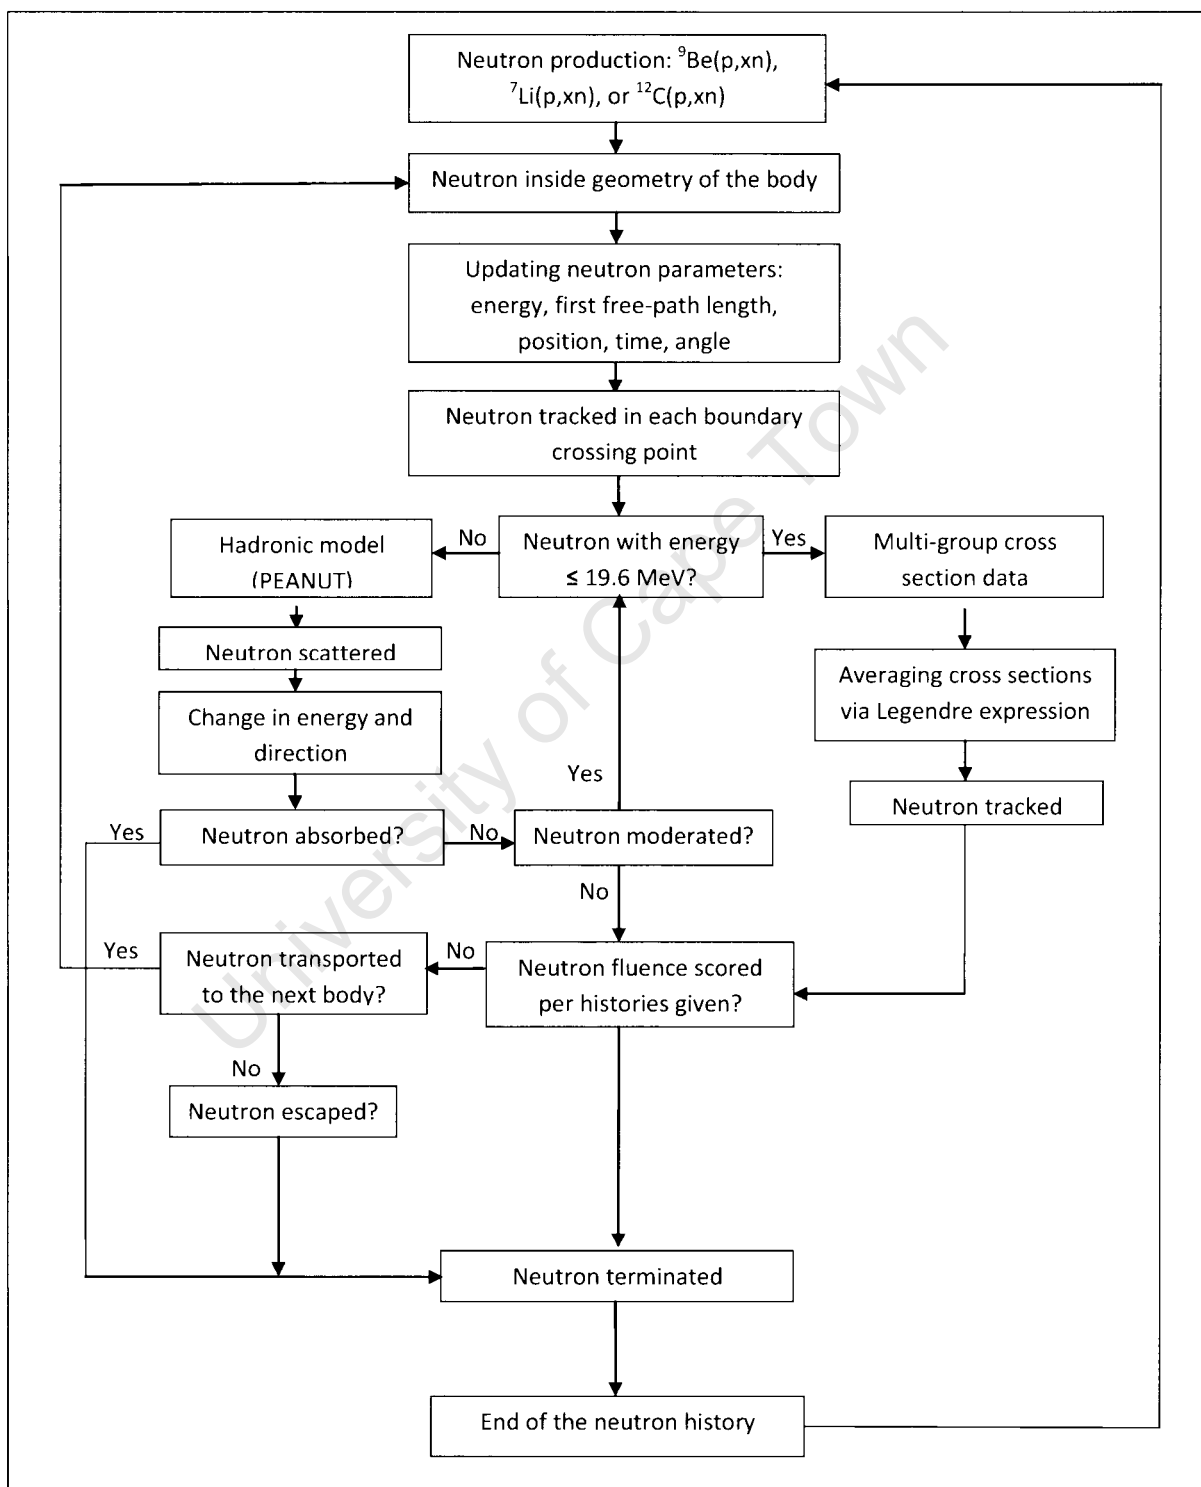 Neutron production: ⁹Be(p,xn),
⁷Li(p,xn), or ¹²C(p,xn)
Neutron inside geometry of the body
Updating neutron parameters:
energy, first free-path length,
position, time, angle
Neutron tracked in each boundary
crossing point
Hadronic model
(PEANUT)
No
Neutron with energy
≤ 19.6 MeV?
Yes
Multi-group cross
section data
Neutron scattered
Averaging cross sections
via Legendre expression
Change in energy and
direction
Yes
Neutron tracked
Yes
Neutron absorbed?
No
Neutron moderated?
No
Yes
Neutron transported
to the next body?
No
Neutron fluence scored
per histories given?
No
Neutron escaped?
Neutron terminated
End of the neutron history
University of Cape Town